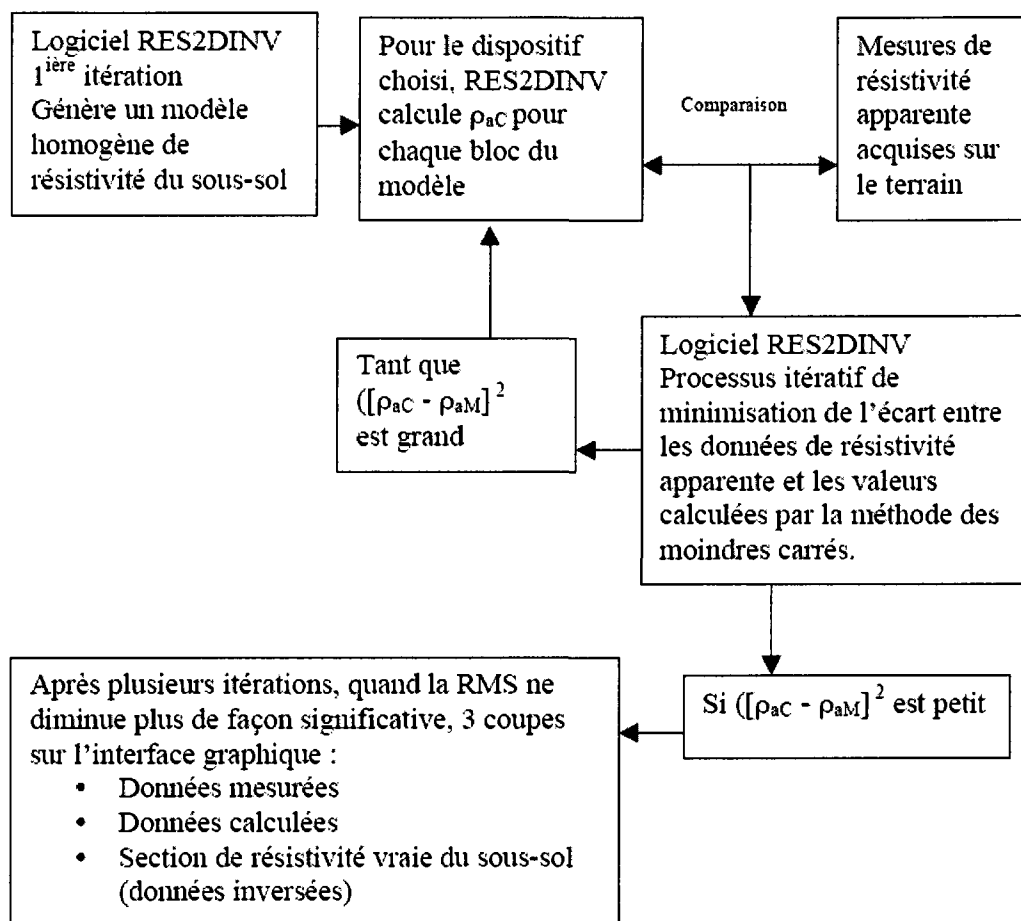 Logiciel RES2DINV
1ière itération
Génère un modèle
homogène de
résistivité du sous-sol
Pour le dispositif
choisi, RES2DINV
calcule ρaC pour
chaque bloc du
modèle
Comparaison
Mesures de
résistivité
apparente
acquises sur
le terrain
Tant que
([ρaC - ρaM]²
est grand
Logiciel RES2DINV
Processus itératif de
minimisation de l’écart entre
les données de résistivité
apparente et les valeurs
calculées par la méthode des
moindres carrés.
Si ([ρaC - ρaM]² est petit
Après plusieurs itérations, quand la RMS ne
diminue plus de façon significative, 3 coupes
sur l’interface graphique :
• Données mesurées
• Données calculées
• Section de résistivité vraie du sous-sol
(données inversées)